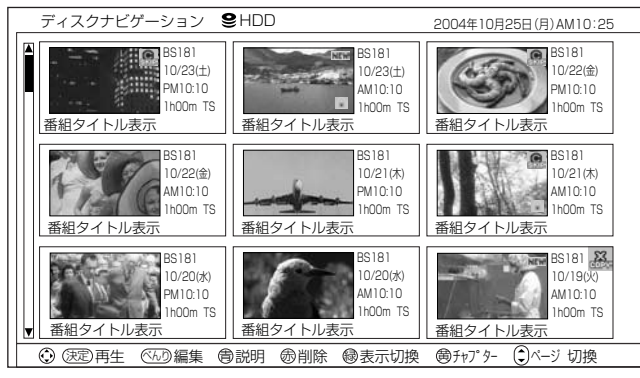 ディスクナビゲーション HDD 2004年10月25日(月)AM10:25
C SKIP BS181
10/23(土)
PM10:10
1h00m TS
番組タイトル表示
NEW BS181
10/23(土)
AM10:10
1h00m TS
番組タイトル表示
C SKIP BS181
10/22(金)
PM10:10
1h00m TS
番組タイトル表示
BS181
10/22(金)
AM10:10
1h00m TS
番組タイトル表示
BS181
10/21(木)
PM10:10
1h00m TS
番組タイトル表示
C SKIP BS181
10/21(木)
AM10:10
1h00m TS
番組タイトル表示
BS181
10/20(水)
PM10:10
1h00m TS
番組タイトル表示
BS181
10/20(水)
AM10:10
1h00m TS
番組タイトル表示
NEW BS181 COPY
10/19(火)
AM10:10
1h00m TS
番組タイトル表示
決定 再生 べんり 編集 青 説明 赤 削除 緑 表示切換 黄 チャプター ページ 切換